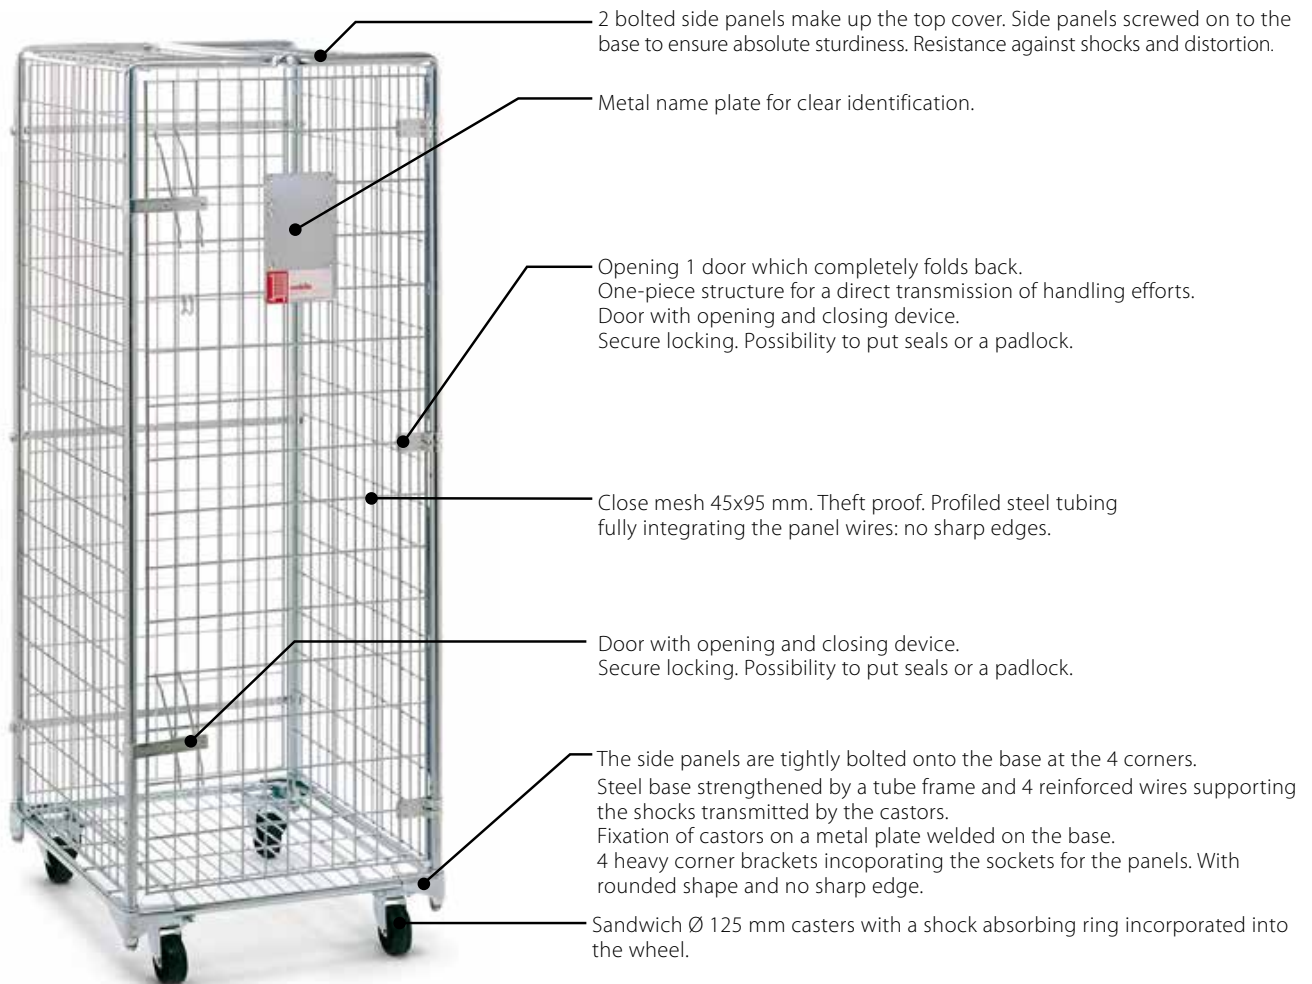 2 bolted side panels make up the top cover. Side panels screwed on to the
base to ensure absolute sturdiness. Resistance against shocks and distortion.
Metal name plate for clear identification.
Opening 1 door which completely folds back.
One-piece structure for a direct transmission of handling efforts.
Door with opening and closing device.
Secure locking. Possibility to put seals or a padlock.
Close mesh 45x95 mm. Theft proof. Profiled steel tubing
fully integrating the panel wires: no sharp edges.
Door with opening and closing device.
Secure locking. Possibility to put seals or a padlock.
The side panels are tightly bolted onto the base at the 4 corners.
Steel base strengthened by a tube frame and 4 reinforced wires supporting
the shocks transmitted by the castors.
Fixation of castors on a metal plate welded on the base.
4 heavy corner brackets incoporating the sockets for the panels. With
rounded shape and no sharp edge.
Sandwich Ø 125 mm casters with a shock absorbing ring incorporated into
the wheel.